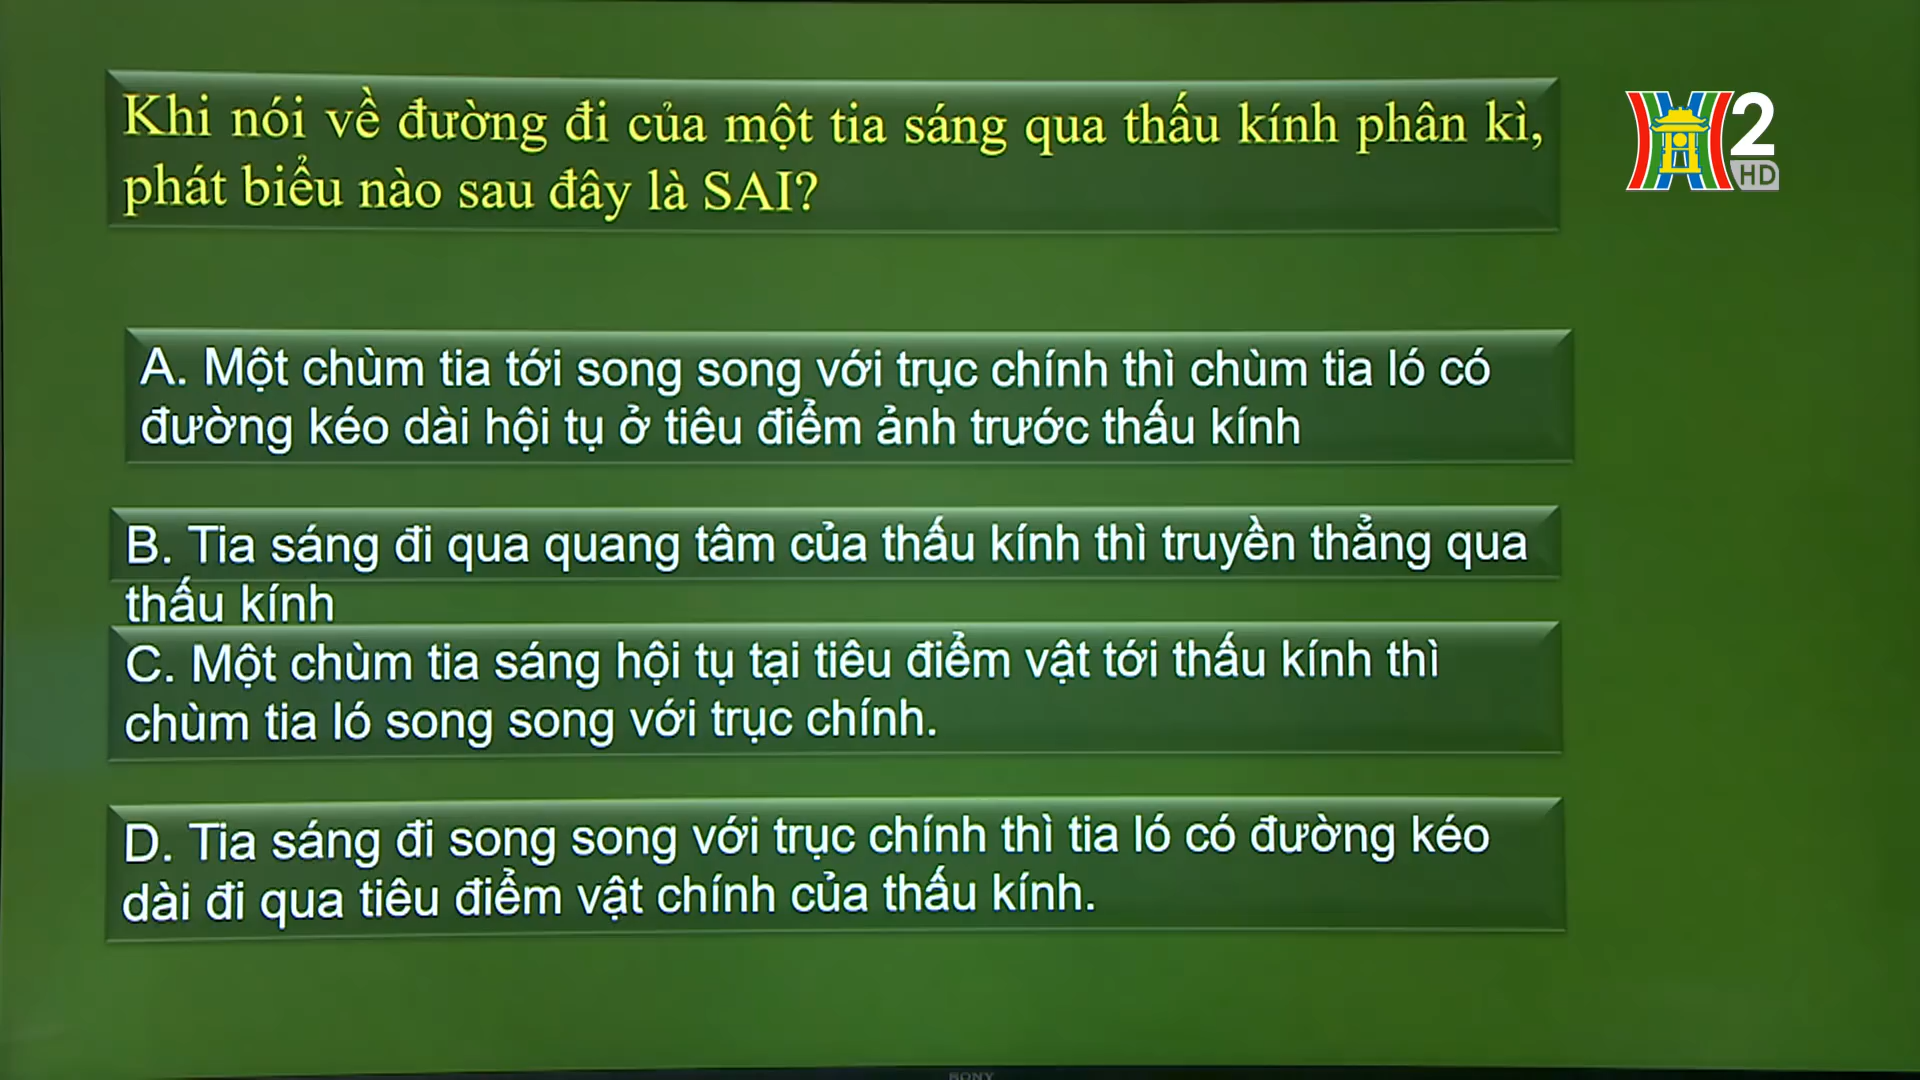 Khi nói về đường đi của một tia sáng qua thấu kính phân kì,
phát biểu nào sau đây là SAI?
2
HD
A. Một chùm tia tới song song với trục chính thì chùm tia ló có
đường kéo dài hội tụ ở tiêu điểm ảnh trước thấu kính
B. Tia sáng đi qua quang tâm của thấu kính thì truyền thẳng qua
thấu kính
C. Một chùm tia sáng hội tụ tại tiêu điểm vật tới thấu kính thì
chùm tia ló song song với trục chính.
D. Tia sáng đi song song với trục chính thì tia ló có đường kéo
dài đi qua tiêu điểm vật chính của thấu kính.
SONY